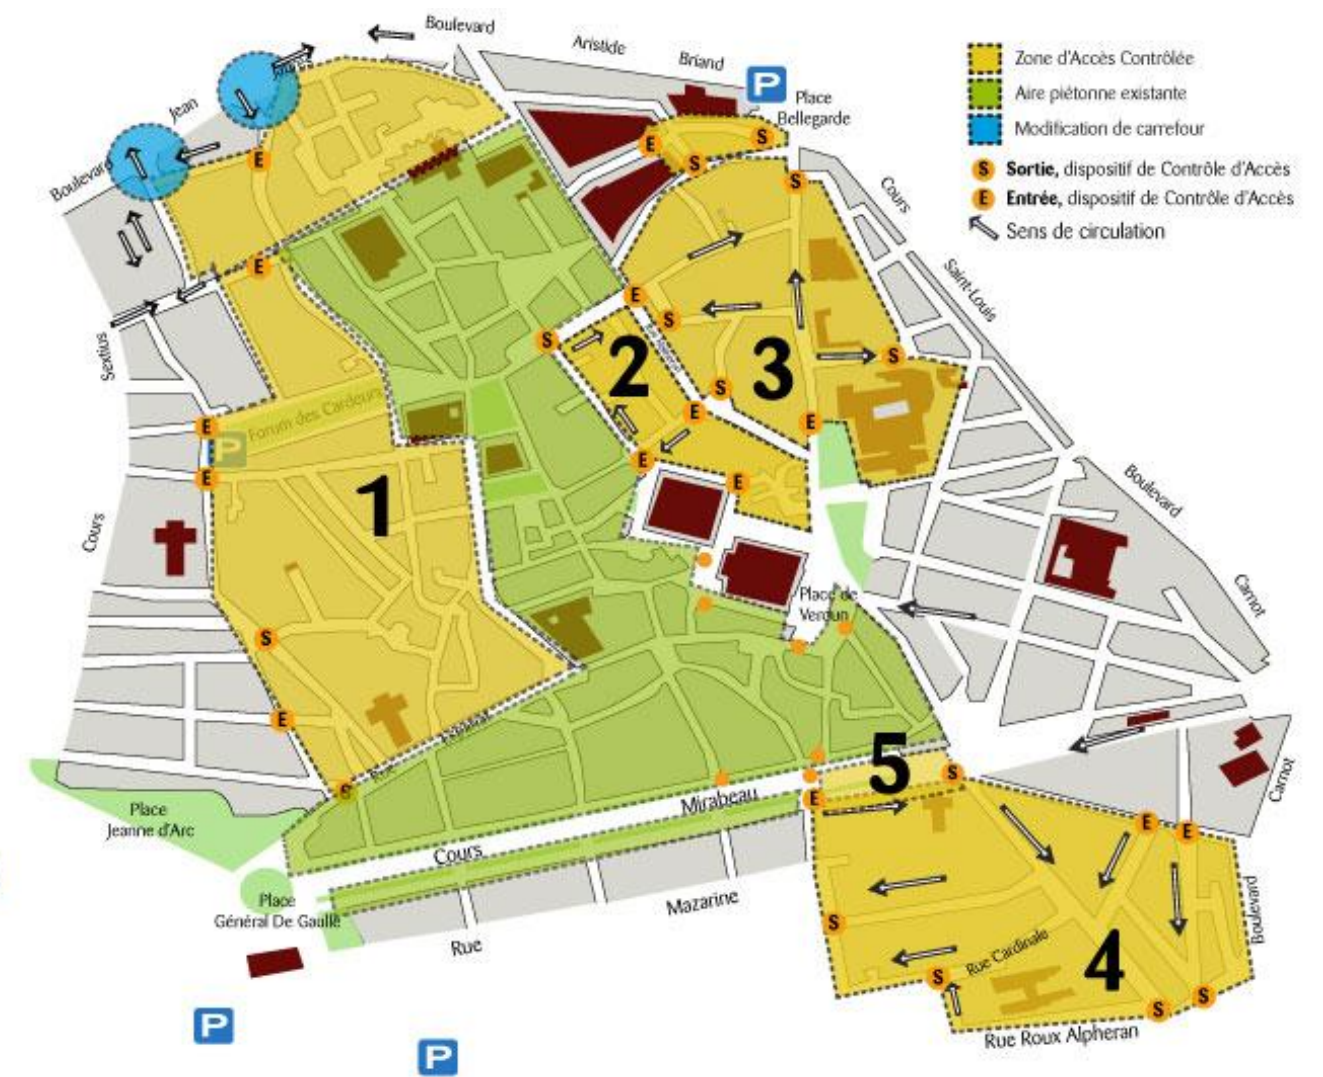 Boulevard
Aristide
Briand
P
Place
Bellegarde
Jean
Boulevard
Zone d'Accès Contrôlée
Aire piétonne existante
Modification de carrefour
S Sortie, dispositif de Contrôle d'Accès
E Entrée, dispositif de Contrôle d'Accès
Sens de circulation
E
E
S
S
S
Cours
Saint-Louis
E
E
S
S
2
3
S
S
E
E
Sextius
E
Forum des Cardeurs
P
E
E
E
1
Cours
Boulevard
Carnot
Place de
Verdun
S
E
S
Rue
5
S
E
Mirabeau
Cours
Place
Jeanne d'Arc
Place
Général De Gaulle
Mazarine
Rue
E
E
Carnot
Boulevard
S
Rue Cardinale
S
4
S
S
Rue Roux Alpheran
P
P